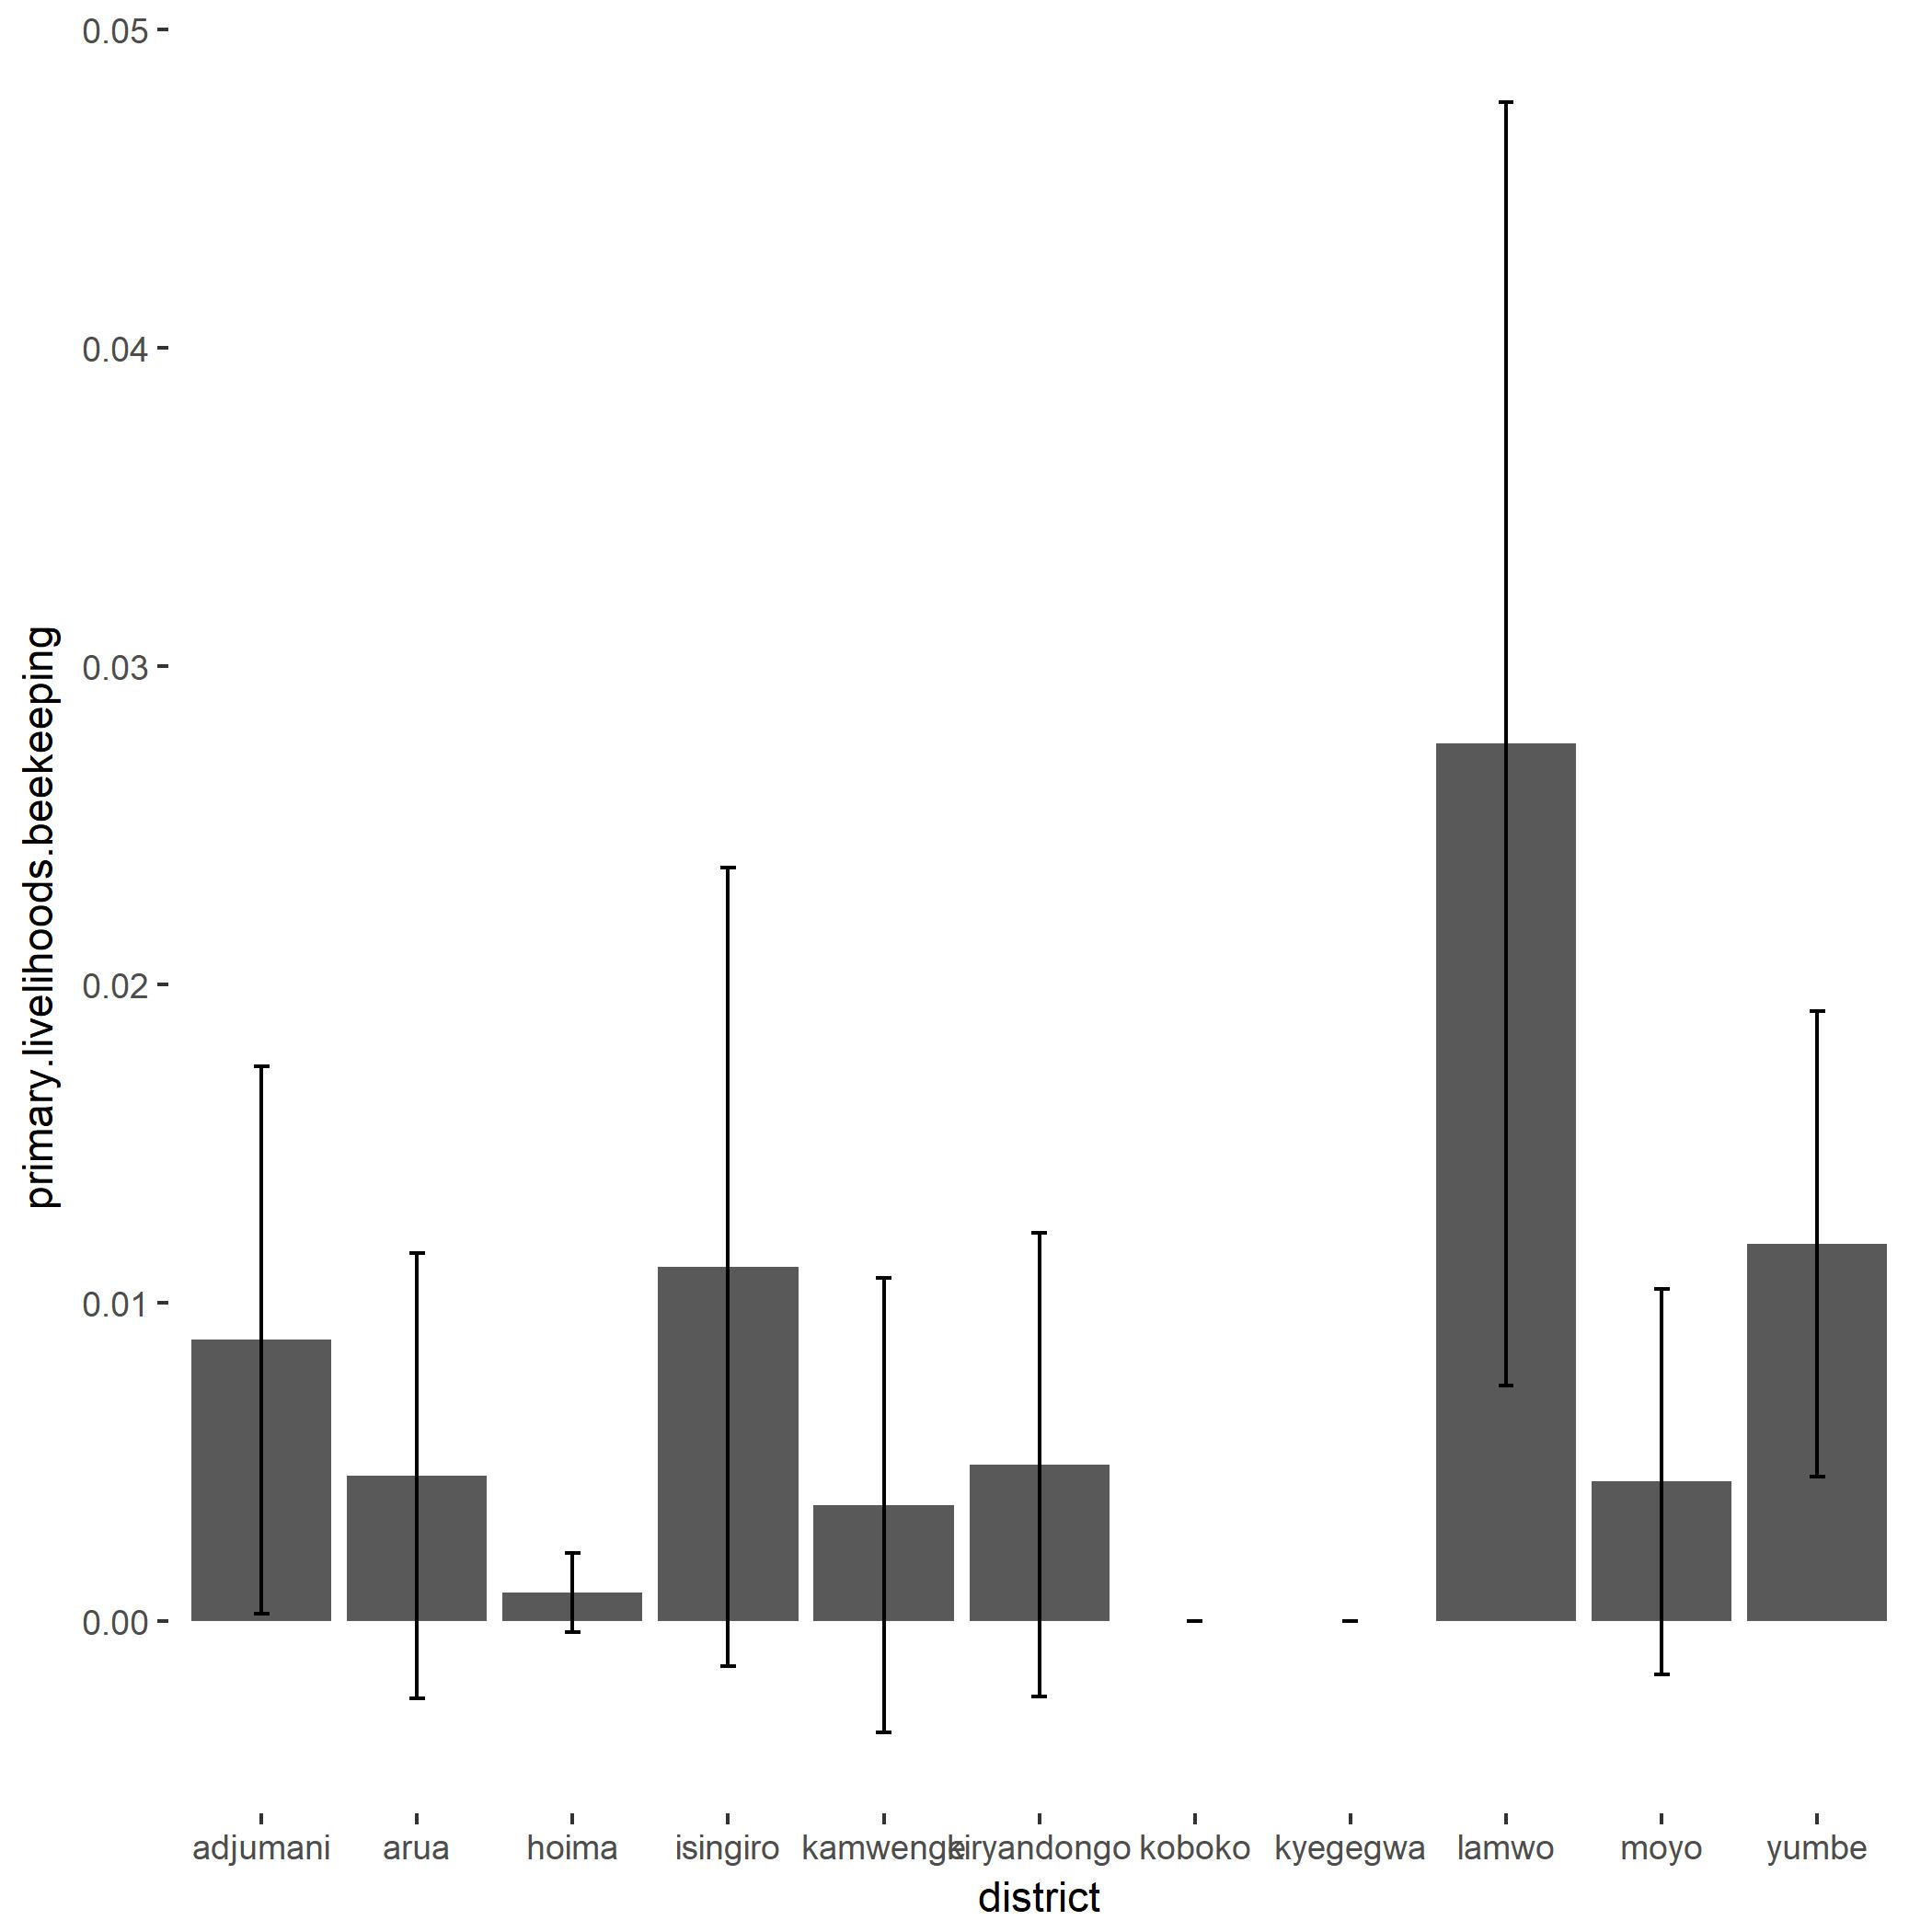 0.05
0.04
0.03
0.02
0.01
0.00
primary.livelihoods.beekeeping
adjumani arua hoima isingiro kamwenge kiryandongo koboko kyegegwa lamwo moyo yumbe
district